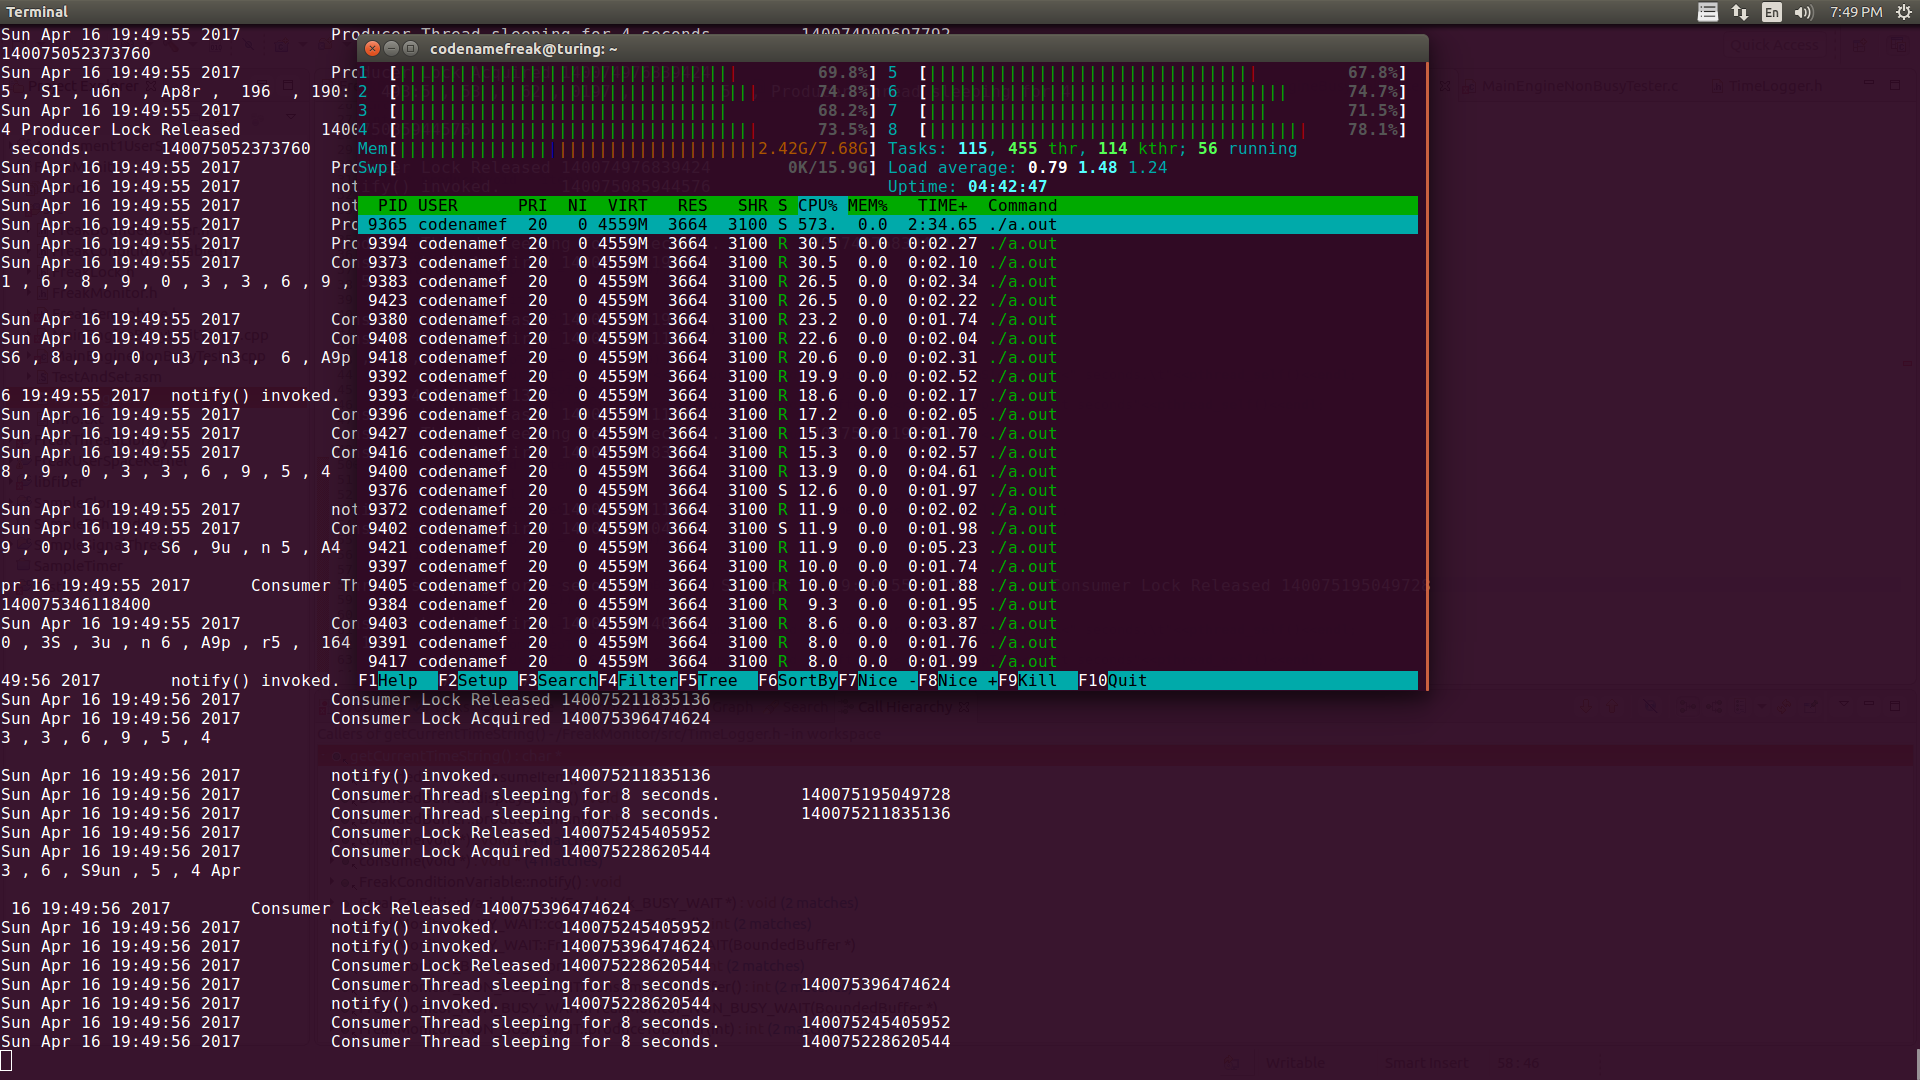 Terminal
En 7:49 PM
codenamefreak@turing: ~
Sun Apr 16 19:49:55 2017 Producer Thread sleeping for 4 seconds. 140074909697792
140075052373760
Sun Apr 16 19:49:55 2017 Pro
5 , S1 , u6n , Ap8r , 196 , 190:
Sun Apr 16 19:49:55 2017
4 Producer Lock Released 1400
seconds. 140075052373760
Sun Apr 16 19:49:55 2017 Pro
Sun Apr 16 19:49:55 2017 not
Sun Apr 16 19:49:55 2017 not
Sun Apr 16 19:49:55 2017 Pro
Sun Apr 16 19:49:55 2017 Pro
Sun Apr 16 19:49:55 2017 Con
1 , 6 , 8 , 9 , 0 , 3 , 3 , 6 , 9 ,
Sun Apr 16 19:49:55 2017 Con
Sun Apr 16 19:49:55 2017 Con
S6 , 8 , 9 , 0 , u3 , n3 , 6 , A9p
6 19:49:55 2017 notify() invoked.
Sun Apr 16 19:49:55 2017 Con
Sun Apr 16 19:49:55 2017 Con
Sun Apr 16 19:49:55 2017 Con
8 , 9 , 0 , 3 , 3 , 6 , 9 , 5 , 4
Sun Apr 16 19:49:55 2017 not
Sun Apr 16 19:49:55 2017 Con
9 , 0 , 3 , 3 , S6 , 9u , n 5 , A4
pr 16 19:49:55 2017 Consumer Th
140075346118400
Sun Apr 16 19:49:55 2017 Con
0 , 3S , 3u , n 6 , A9p , r5 , 164
49:56 2017 notify() invoked.
1 [ 69.8%] 5 [ 67.8%]
2 [ 74.8%] 6 [ 74.7%]
3 [ 68.2%] 7 [ 71.5%]
4 [ 73.5%] 8 [ 78.1%]
Mem[ 2.42G/7.68G] Tasks: 115, 455 thr, 114 kthr; 56 running
Swp[ 0K/15.9G] Load average: 0.79 1.48 1.24
Uptime: 04:42:47
PID USER PRI NI VIRT RES SHR S CPU% MEM% TIME+ Command
9365 codenamef 20 0 4559M 3664 3100 S 573. 0.0 2:34.65 ./a.out
9394 codenamef 20 0 4559M 3664 3100 R 30.5 0.0 0:02.27 ./a.out
9373 codenamef 20 0 4559M 3664 3100 R 30.5 0.0 0:02.10 ./a.out
9383 codenamef 20 0 4559M 3664 3100 R 26.5 0.0 0:02.34 ./a.out
9423 codenamef 20 0 4559M 3664 3100 R 26.5 0.0 0:02.22 ./a.out
9380 codenamef 20 0 4559M 3664 3100 R 23.2 0.0 0:01.74 ./a.out
9408 codenamef 20 0 4559M 3664 3100 R 22.6 0.0 0:02.04 ./a.out
9418 codenamef 20 0 4559M 3664 3100 R 20.6 0.0 0:02.31 ./a.out
9392 codenamef 20 0 4559M 3664 3100 R 19.9 0.0 0:02.52 ./a.out
9393 codenamef 20 0 4559M 3664 3100 R 18.6 0.0 0:02.17 ./a.out
9396 codenamef 20 0 4559M 3664 3100 R 17.2 0.0 0:02.05 ./a.out
9427 codenamef 20 0 4559M 3664 3100 R 15.3 0.0 0:01.70 ./a.out
9416 codenamef 20 0 4559M 3664 3100 R 15.3 0.0 0:02.57 ./a.out
9400 codenamef 20 0 4559M 3664 3100 R 13.9 0.0 0:04.61 ./a.out
9376 codenamef 20 0 4559M 3664 3100 S 12.6 0.0 0:01.97 ./a.out
9372 codenamef 20 0 4559M 3664 3100 R 11.9 0.0 0:02.02 ./a.out
9402 codenamef 20 0 4559M 3664 3100 S 11.9 0.0 0:01.98 ./a.out
9421 codenamef 20 0 4559M 3664 3100 R 11.9 0.0 0:05.23 ./a.out
9397 codenamef 20 0 4559M 3664 3100 R 10.0 0.0 0:01.74 ./a.out
9405 codenamef 20 0 4559M 3664 3100 R 10.0 0.0 0:01.88 ./a.out
9384 codenamef 20 0 4559M 3664 3100 R 9.3 0.0 0:01.95 ./a.out
9403 codenamef 20 0 4559M 3664 3100 R 8.6 0.0 0:03.87 ./a.out
9391 codenamef 20 0 4559M 3664 3100 R 8.0 0.0 0:01.76 ./a.out
9417 codenamef 20 0 4559M 3664 3100 R 8.0 0.0 0:01.99 ./a.out
F1Help F2Setup F3SearchF4FilterF5Tree F6SortByF7Nice -F8Nice +F9Kill F10Quit
Sun Apr 16 19:49:56 2017 Consumer Lock Released 140075211835136
Sun Apr 16 19:49:56 2017 Consumer Lock Acquired 140075396474624
3 , 3 , 6 , 9 , 5 , 4
Sun Apr 16 19:49:56 2017 notify() invoked. 140075211835136
Sun Apr 16 19:49:56 2017 Consumer Thread sleeping for 8 seconds. 140075195049728
Sun Apr 16 19:49:56 2017 Consumer Thread sleeping for 8 seconds. 140075211835136
Sun Apr 16 19:49:56 2017 Consumer Lock Released 140075245405952
Sun Apr 16 19:49:56 2017 Consumer Lock Acquired 140075228620544
3 , 6 , S9un , 5 , 4 Apr
16 19:49:56 2017 Consumer Lock Released 140075396474624
Sun Apr 16 19:49:56 2017 notify() invoked. 140075245405952
Sun Apr 16 19:49:56 2017 notify() invoked. 140075396474624
Sun Apr 16 19:49:56 2017 Consumer Lock Released 140075228620544
Sun Apr 16 19:49:56 2017 Consumer Thread sleeping for 8 seconds. 140075396474624
Sun Apr 16 19:49:56 2017 notify() invoked. 140075228620544
Sun Apr 16 19:49:56 2017 Consumer Thread sleeping for 8 seconds. 140075245405952
Sun Apr 16 19:49:56 2017 Consumer Thread sleeping for 8 seconds. 140075228620544